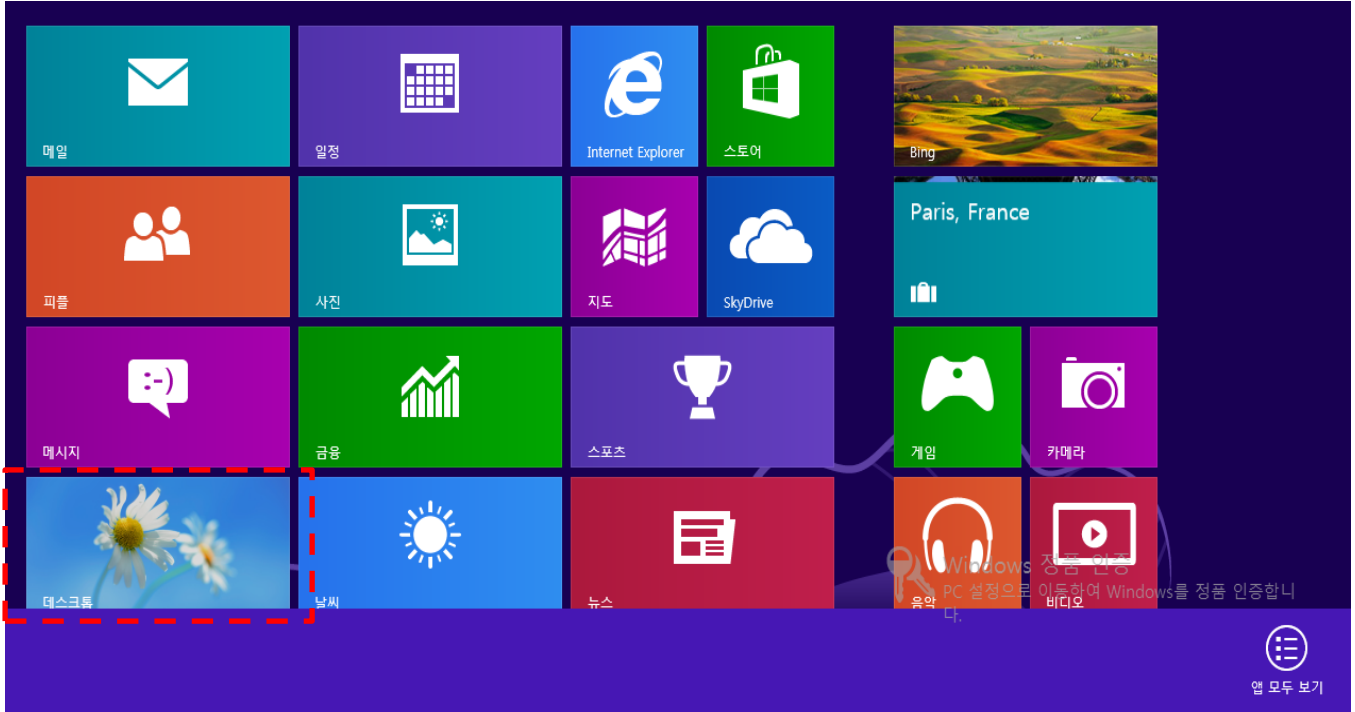 메일
일정
Internet Explorer
스토어
Bing
피플
사진
지도
SkyDrive
Paris, France
메시지
:-)
금융
스포츠
게임
카메라
데스크톱
날씨
뉴스
음악
비디오
Windows 정품 인증
PC 설정으로 이동하여 Windows를 정품 인증합니
다.
앱 모두 보기